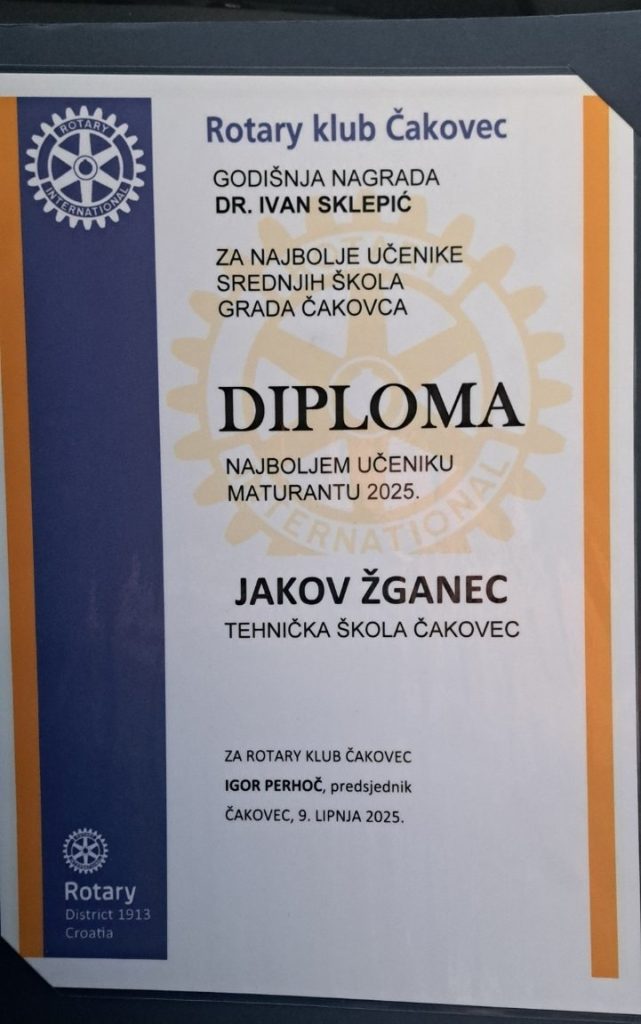 ROTARY
INTERNATIONAL
Rotary klub Čakovec
GODIŠNJA NAGRADA
DR. IVAN SKLEPIĆ
ZA NAJBOLJE UČENIKE
SREDNJIH ŠKOLA
GRADA ČAKOVCA
ROTARY
DIPLOMA
NAJBOLJEM UČENIKU
MATURANTU 2025.
INTERNATIONAL
JAKOV ŽGANEC
TEHNIČKA ŠKOLA ČAKOVEC
ZA ROTARY KLUB ČAKOVEC
IGOR PERHOČ, predsjednik
ČAKOVEC, 9. LIPNJA 2025.
Rotary
District 1913
Croatia